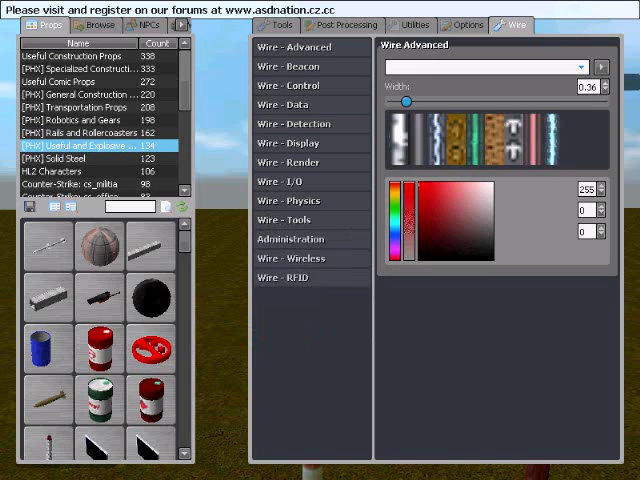 Please visit and register on our forums at www.asdnation.cz.cc
Props Browse NPCs
Tools Post Processing Utilities Options Wire
Name Count
Useful Construction Props 338
[PHX] Specialized Constructi... 333
Useful Comic Props 272
[PHX] General Construction ... 220
[PHX] Transportation Props 208
[PHX] Robotics and Gears 198
[PHX] Rails and Rollercoasters 162
[PHX] Useful and Explosive ... 134
[PHX] Solid Steel 123
HL2 Characters 106
Counter-Strike: cs_militia 98
Counter-Strike: cs_office 83
Wire - Advanced
Wire - Beacon
Wire - Control
Wire - Data
Wire - Detection
Wire - Display
Wire - Render
Wire - I/O
Wire - Physics
Wire - Tools
Administration
Wire - Wireless
Wire - RFID
Wire Advanced
Width: 0.36
255
0
0